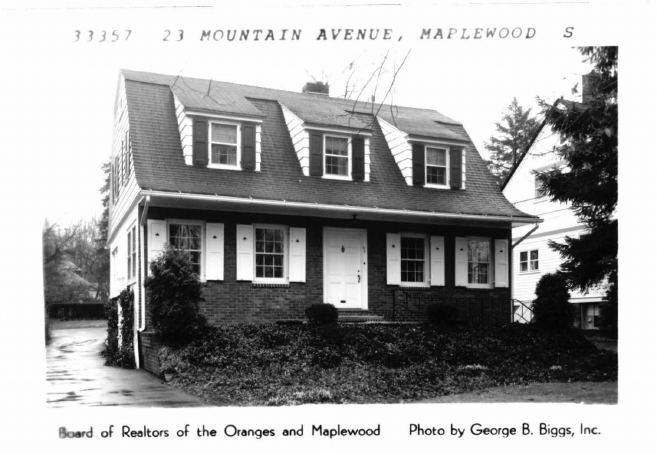 33357 23 MOUNTAIN AVENUE, MAPLEWOOD S
Board of Realtors of the Oranges and Maplewood Photo by George B. Biggs, Inc.